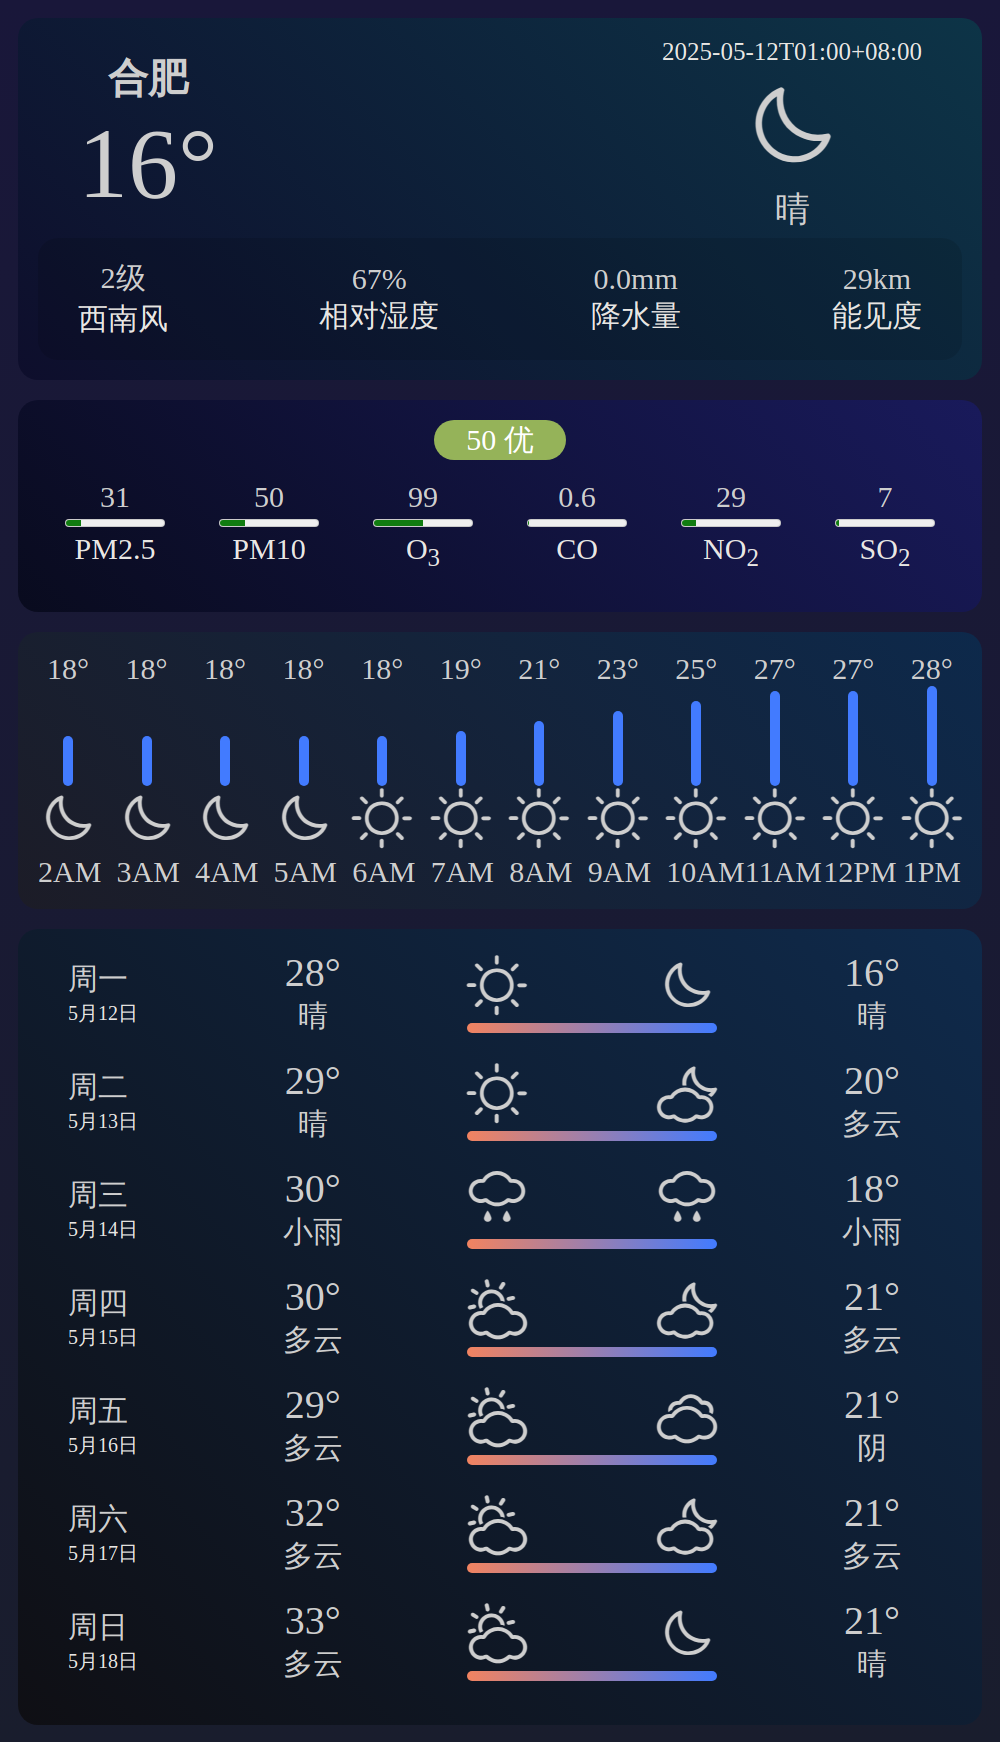 合肥
16°
2025-05-12T01:00+08:00
晴
2级 67% 0.0mm 29km
西南风 相对湿度 降水量 能见度
50 优
31 50 99 0.6 29 7
PM2.5 PM10 O3 CO NO2 SO2
18° 18° 18° 18° 18° 19° 21° 23° 25° 27° 27° 28°
2AM 3AM 4AM 5AM 6AM 7AM 8AM 9AM 10AM 11AM 12PM 1PM
周一 28° 16°
5月12日 晴 晴
周二 29° 20°
5月13日 晴 多云
周三 30° 18°
5月14日 小雨 小雨
周四 30° 21°
5月15日 多云 多云
周五 29° 21°
5月16日 多云 阴
周六 32° 21°
5月17日 多云 多云
周日 33° 21°
5月18日 多云 晴